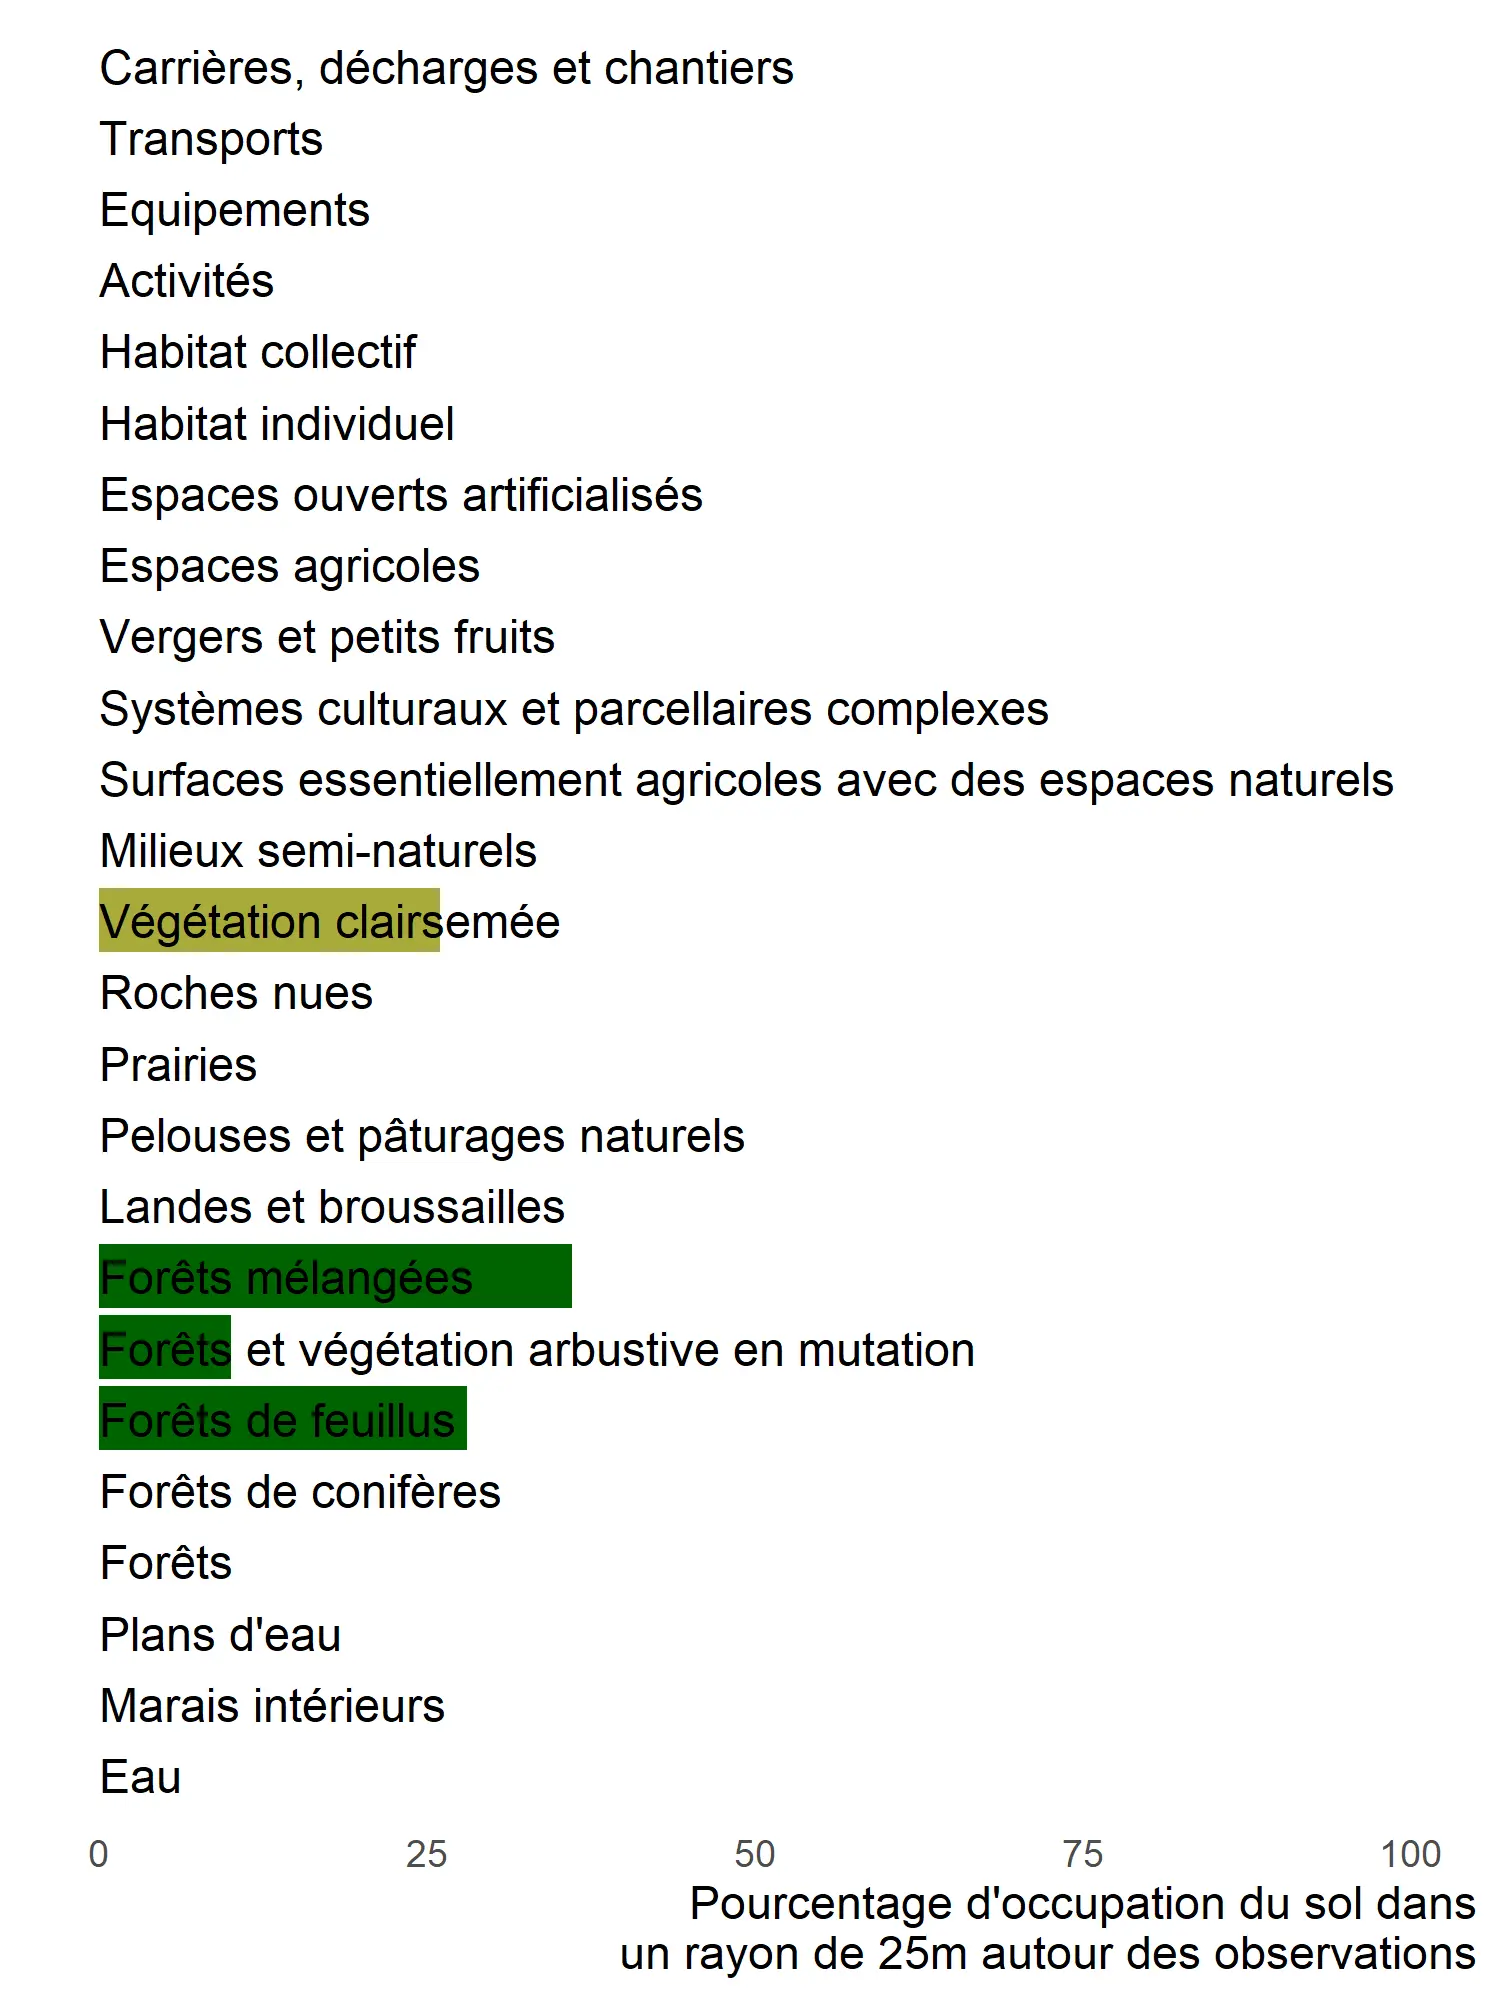 Carrières, décharges et chantiers
Transports
Equipements
Activités
Habitat collectif
Habitat individuel
Espaces ouverts artificialisés
Espaces agricoles
Vergers et petits fruits
Systèmes culturaux et parcellaires complexes
Surfaces essentiellement agricoles avec des espaces naturels
Milieux semi-naturels
Végétation clairsemée
Roches nues
Prairies
Pelouses et pâturages naturels
Landes et broussailles
Forêts mélangées
Forêts et végétation arbustive en mutation
Forêts de feuillus
Forêts de conifères
Forêts
Plans d'eau
Marais intérieurs
Eau
0 25 50 75 100
Pourcentage d'occupation du sol dans
un rayon de 25m autour des observations